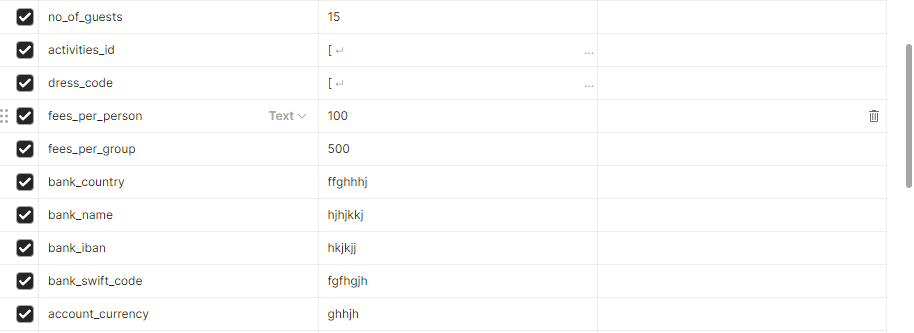 no_of_guests 15
activities_id [ ↵ ...
dress_code [ ↵ ...
fees_per_person Text 100
fees_per_group 500
bank_country ffghhhj
bank_name hjhjkkj
bank_iban hkjkjj
bank_swift_code fgfhgjh
account_currency ghhjh